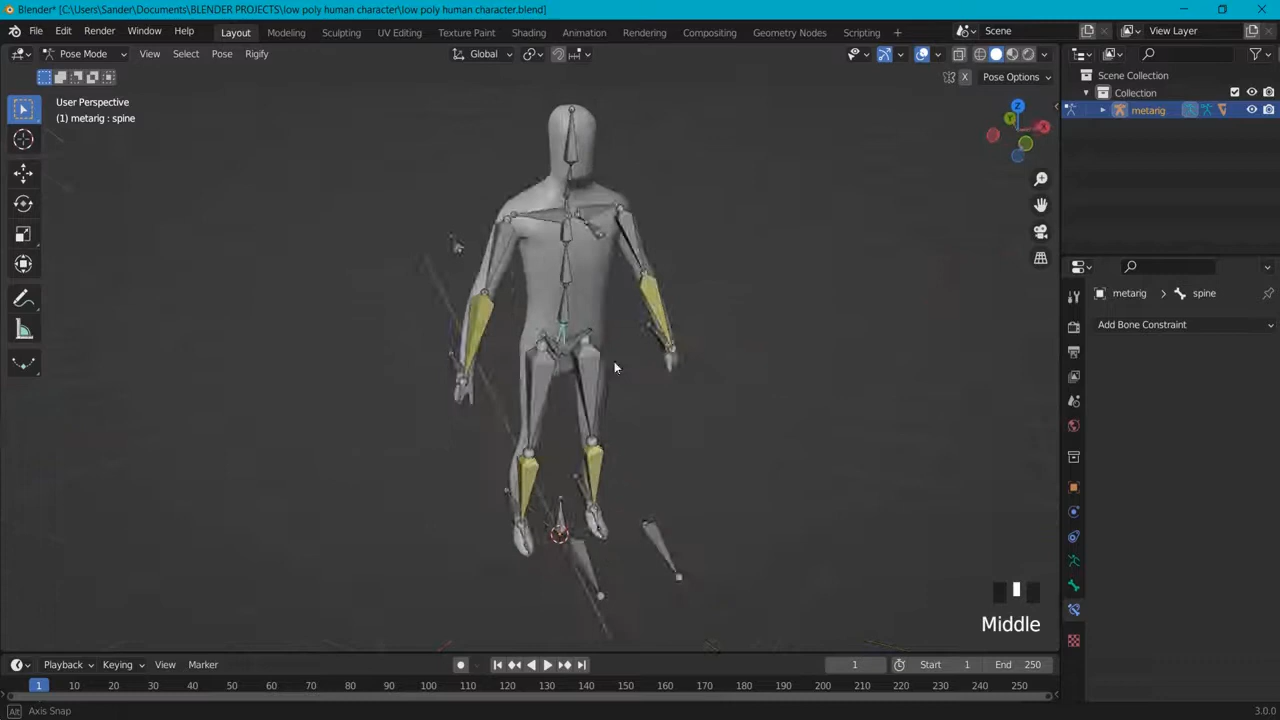 Blender* [C:\Users\Sander\Documents\BLENDER PROJECTS\low poly human character\low poly human character.blend]
File Edit Render Window Help Layout Modeling Sculpting UV Editing Texture Paint Shading Animation Rendering Compositing Geometry Nodes Scripting + Scene View Layer
Pose Mode View Select Pose Rigify Global
X Pose Options
User Perspective
(1) metarig : spine
Z
Y
X
Scene Collection
Collection
metarig
metarig > spine
Add Bone Constraint
Middle
Playback Keying View Marker 1 Start 1 End 250
1 10 20 30 40 50 60 70 80 90 100 110 120 130 140 150 160 170 180 190 200 210 220 230 240 250
Alt Axis Snap 3.0.0